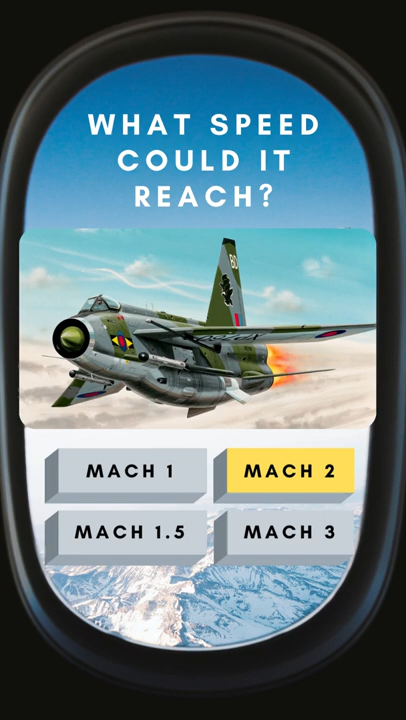 WHAT SPEED
COULD IT
REACH?
MACH 1
MACH 2
MACH 1.5
MACH 3